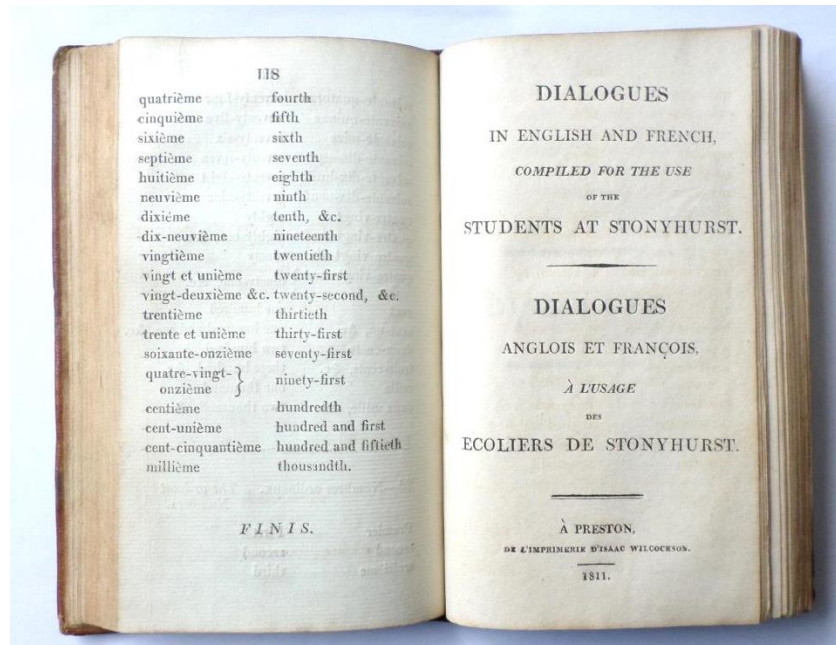 118
quatrième fourth
cinquième fifth
sixième sixth
septième seventh
huitième eighth
neuvième ninth
dixiéme tenth, &c.
dix-neuvième nineteenth
vingtième twentieth
vingt et unième twenty-first
vingt-deuxième &c. twenty-second, &c.
trentième thirtieth
trente et unième thirty-first
soixante-onzième seventy-first
quatre-vingt-
onzième } ninety-first
centième hundredth
cent-unième hundred and first
cent-cinquantième hundred and fiftieth
millième thousandth.
FINIS.
DIALOGUES
IN ENGLISH AND FRENCH,
COMPILED FOR THE USE
OF THE
STUDENTS AT STONYHURST.
DIALOGUES
ANGLOIS ET FRANÇOIS,
À L'USAGE
DES
ECOLIERS DE STONYHURST.
À PRESTON,
DE L'IMPRIMERIE D'ISAAC WILCOCKSON.
1811.